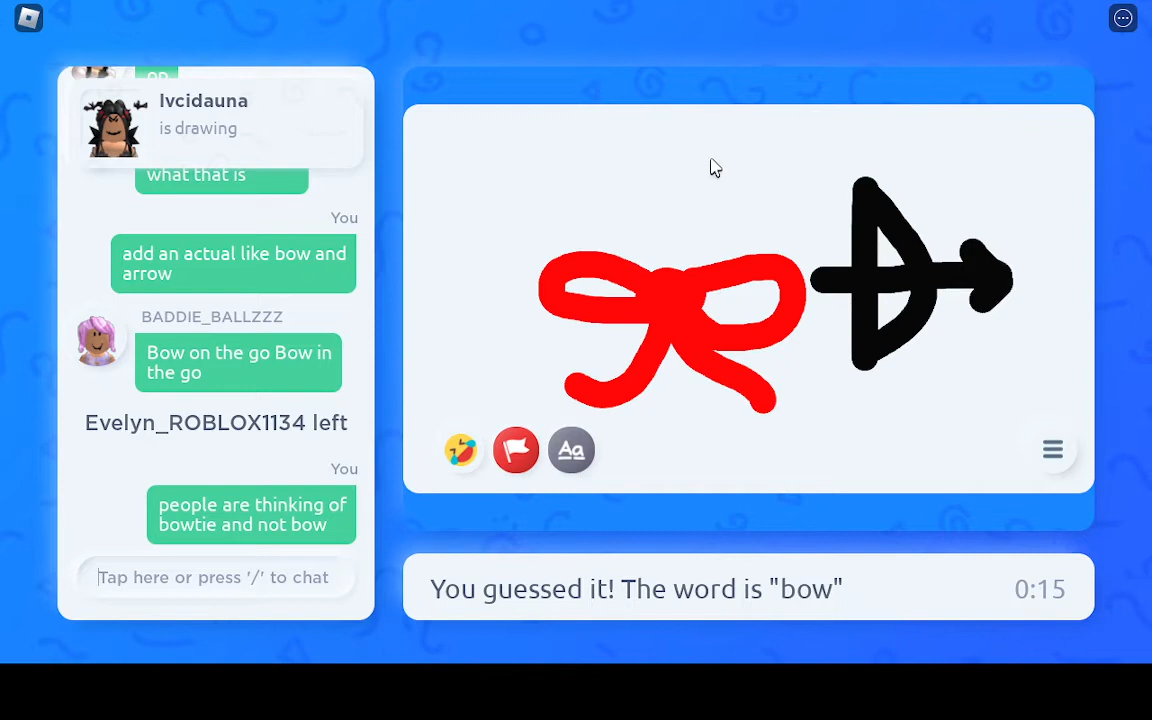 on
lvcidauna
is drawing
what that is
You
add an actual like bow and
arrow
BADDIE_BALLZZZ
Bow on the go Bow in
the go
Evelyn_ROBLOX1134 left
You
people are thinking of
bowtie and not bow
Tap here or press '/' to chat
Aa
You guessed it! The word is "bow"
0:15